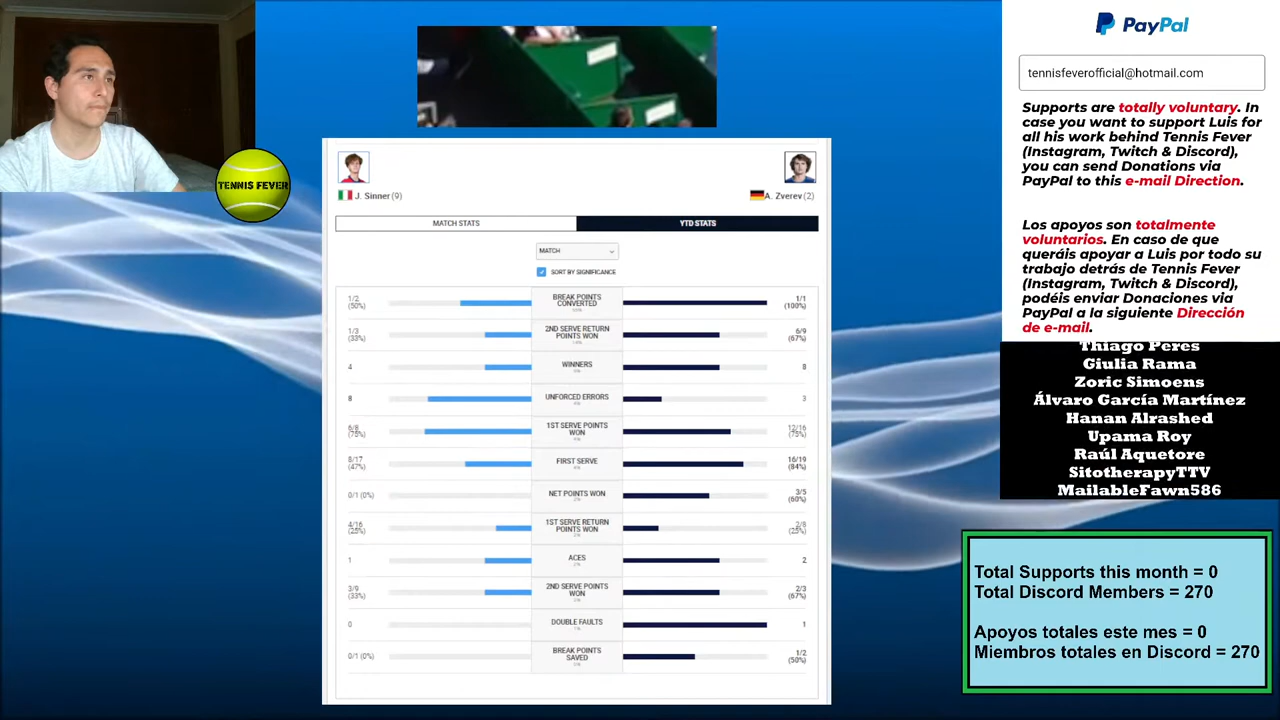 TENNIS FEVER
J. Sinner (9)
A. Zverev (2)
MATCH STATS
YTD STATS
MATCH
SORT BY SIGNIFICANCE
1/2
(50%)
BREAK POINTS
CONVERTED
1/1
(100%)
1/3
(33%)
2ND SERVE RETURN
POINTS WON
6/9
(67%)
4
WINNERS
8
8
UNFORCED ERRORS
3
6/8
(75%)
1ST SERVE POINTS
WON
12/16
(75%)
8/17
(47%)
FIRST SERVE
16/19
(84%)
0/1 (0%)
NET POINTS WON
3/5
(60%)
4/16
(25%)
1ST SERVE RETURN
POINTS WON
2/8
(25%)
1
ACES
2
3/9
(33%)
2ND SERVE POINTS
WON
2/3
(67%)
0
DOUBLE FAULTS
1
0/1 (0%)
BREAK POINTS
SAVED
1/2
(50%)
PayPal
tennisfeverofficial@hotmail.com
Supports are totally voluntary. In
case you want to support Luis for
all his work behind Tennis Fever
(Instagram, Twitch & Discord),
you can send Donations via
PayPal to this e-mail Direction.
Los apoyos son totalmente
voluntarios. En caso de que
queráis apoyar a Luis por todo su
trabajo detrás de Tennis Fever
(Instagram, Twitch & Discord),
podéis enviar Donaciones via
PayPal a la siguiente Dirección
de e-mail.
Thiago Peres
Giulia Rama
Zoric Simoens
Álvaro García Martínez
Hanan Alrashed
Upama Roy
Raúl Aquetore
SitotherapyTTV
MailableFawn586
Total Supports this month = 0
Total Discord Members = 270
Apoyos totales este mes = 0
Miembros totales en Discord = 270